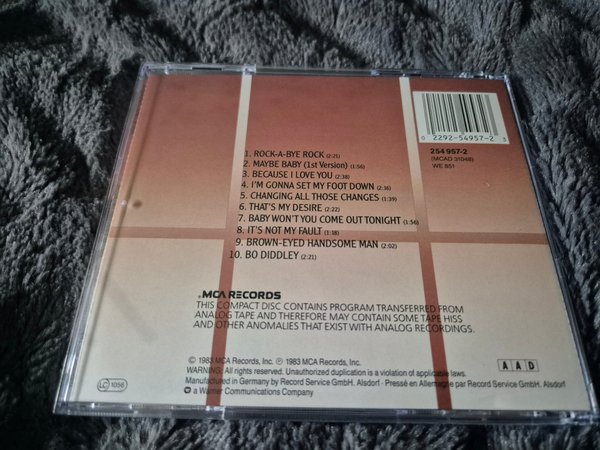 0 2292-54957-2 3
254 957-2
(MCAD 31048)
WE 851
1. ROCK-A-BYE ROCK (2:21)
2. MAYBE BABY (1st Version) (1:56)
3. BECAUSE I LOVE YOU (2:38)
4. I'M GONNA SET MY FOOT DOWN (2:16)
5. CHANGING ALL THOSE CHANGES (1:39)
6. THAT'S MY DESIRE (2:22)
7. BABY WON'T YOU COME OUT TONIGHT (1:56)
8. IT'S NOT MY FAULT (1:18)
9. BROWN-EYED HANDSOME MAN (2:02)
10. BO DIDDLEY (2:21)
.MCA RECORDS
THIS COMPACT DISC CONTAINS PROGRAM TRANSFERRED FROM
ANALOG TAPE AND THEREFORE MAY CONTAIN SOME TAPE HISS
AND OTHER ANOMALIES THAT EXIST WITH ANALOG RECORDINGS.
© 1983 MCA Records, Inc. ℗ 1983 MCA Records, Inc.
WARNING: All rights reserved. Unauthorized duplication is a violation of applicable laws.
Manufactured in Germany by Record Service GmbH. Alsdorf · Pressé en Allemagne par Record Service GmbH. Alsdorf
a Warner Communications Company
LC 1056
A A D